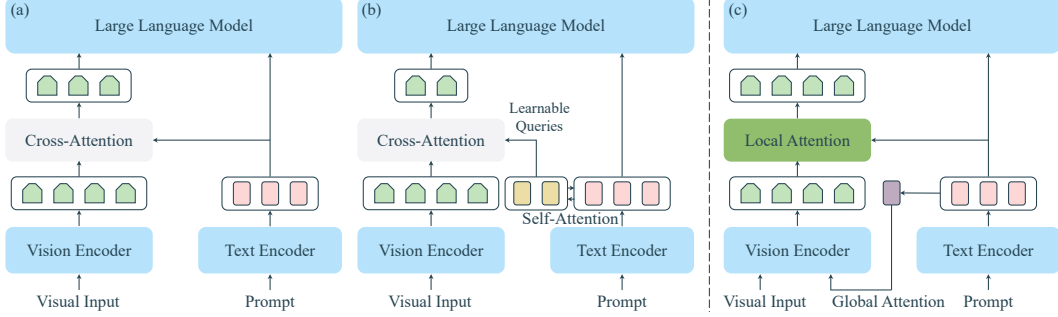 (a)
Large Language Model
Cross-Attention
Vision Encoder
Text Encoder
Visual Input
Prompt
(b)
Large Language Model
Learnable
Queries
Cross-Attention
Self-Attention
Vision Encoder
Text Encoder
Visual Input
Prompt
(c)
Large Language Model
Local Attention
Vision Encoder
Text Encoder
Visual Input
Global Attention
Prompt